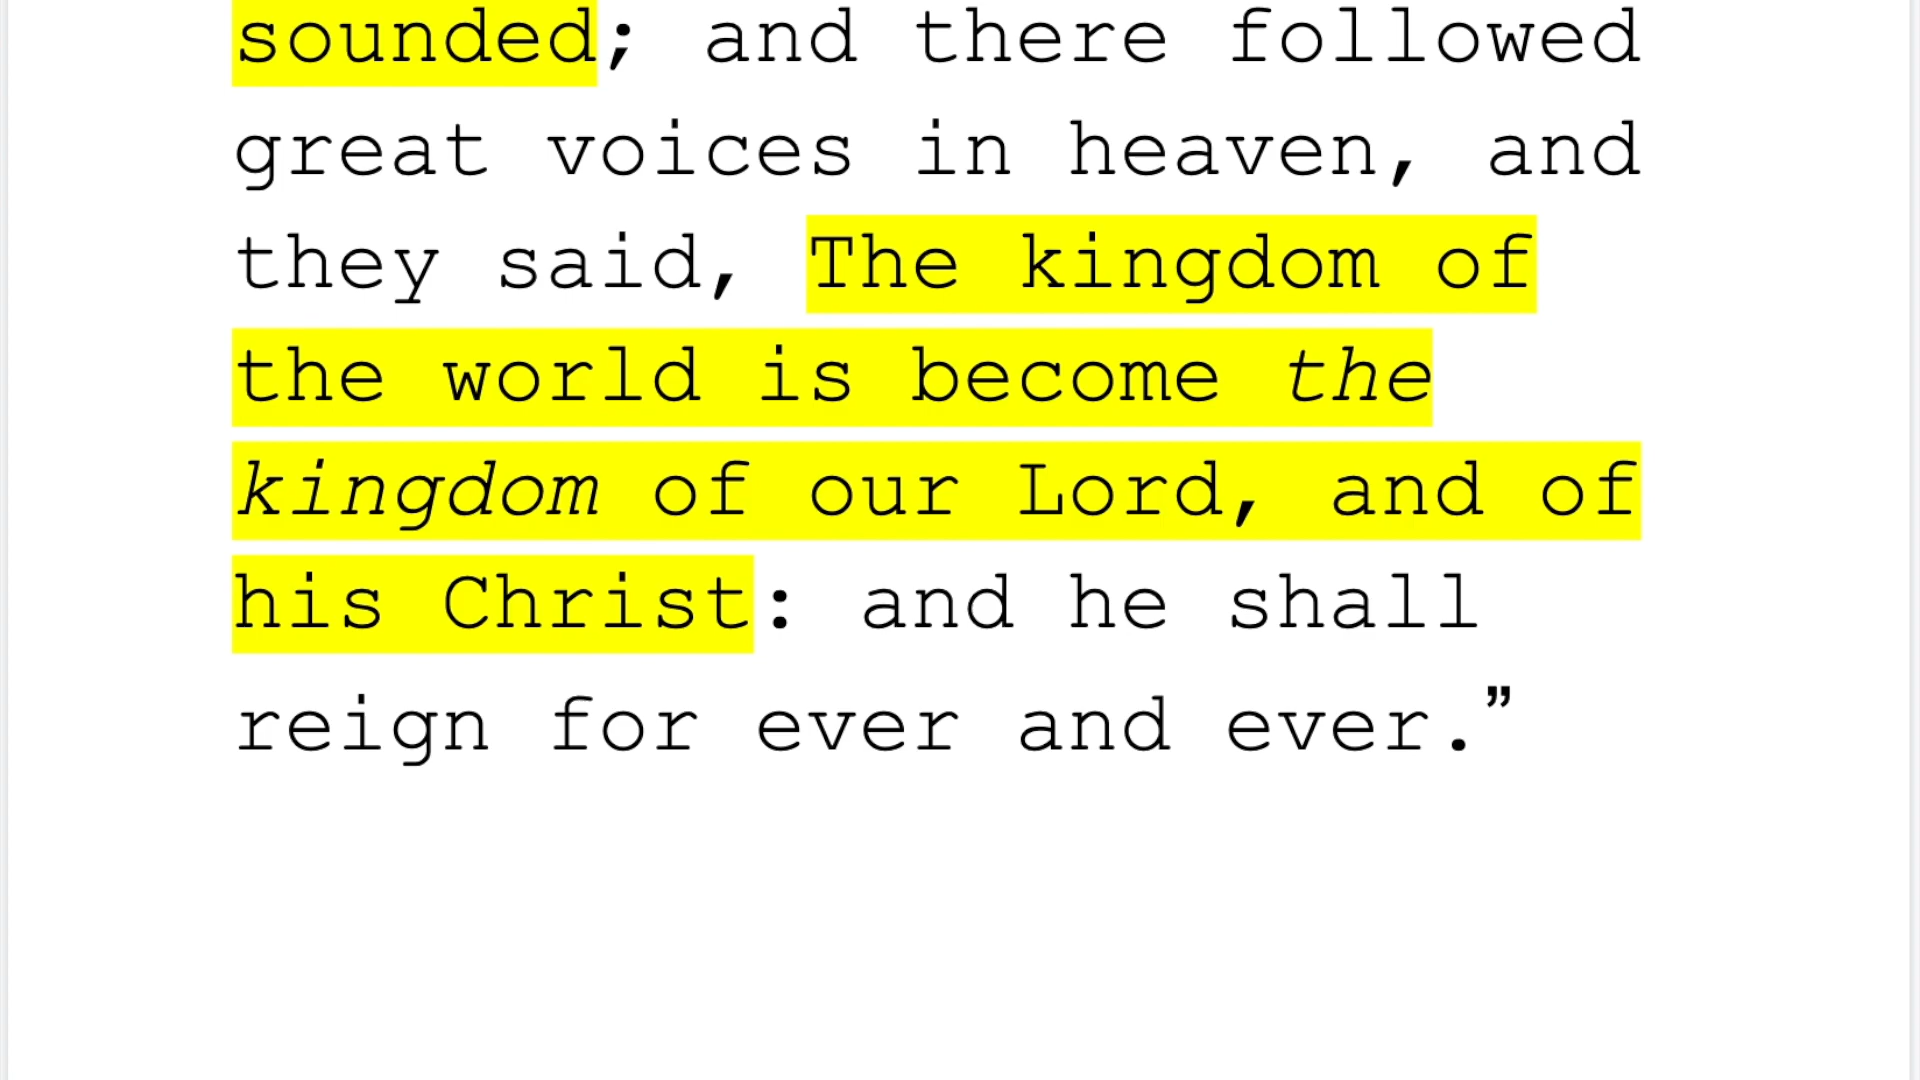 sounded; and there followed
great voices in heaven, and
they said, The kingdom of
the world is become the
kingdom of our Lord, and of
his Christ: and he shall
reign for ever and ever.”